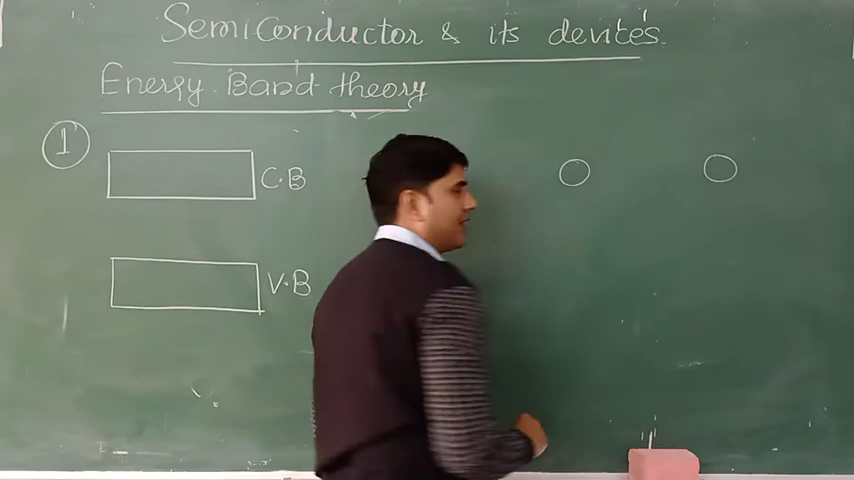 SemiConductor & its devices
Energy Band theory
1
C.B
V.B